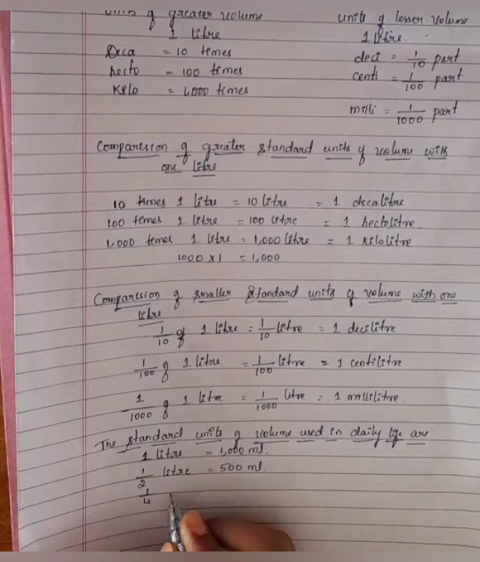 units of greater volume
1 litre
Deca = 10 times
hecto = 100 times
Kilo = 1,000 times
units of lesser volume
1 litre.
deci = 1/10 part
centi = 1/100 part
milli = 1/1000 part
Comparision of greater standard units of volume with
one litre
10 times 1 litre = 10 litre = 1 decalitre
100 times 1 litre = 100 litre = 1 hectolitre.
1,000 times 1 litre = 1,000 litre = 1 kilolitre
1000 x 1 = 1,000
Comparision of smaller standard units of volume with one
litre
1/10 of 1 litre = 1/10 litre = 1 decilitre
1/100 of 1 litre = 1/100 litre = 1 centilitre
1/1000 of 1 litre = 1/1000 litre = 1 millilitre
The standard units of volume used in daily life are
1 litre = 1,000 ml.
1/2 litre = 500 ml.
1/4